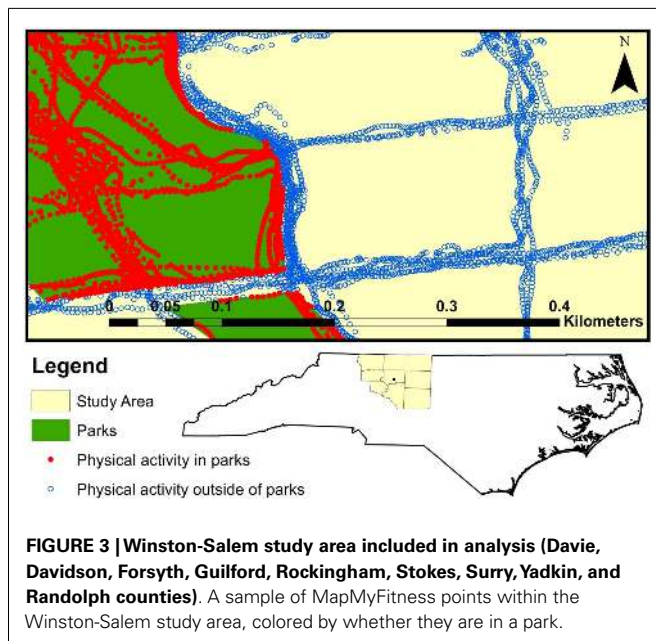 N
0 0.05 0.1 0.2 0.3 0.4
Kilometers
Legend
Study Area
Parks
Physical activity in parks
Physical activity outside of parks
FIGURE 3 | Winston-Salem study area included in analysis (Davie,
Davidson, Forsyth, Guilford, Rockingham, Stokes, Surry, Yadkin, and
Randolph counties). A sample of MapMyFitness points within the
Winston-Salem study area, colored by whether they are in a park.